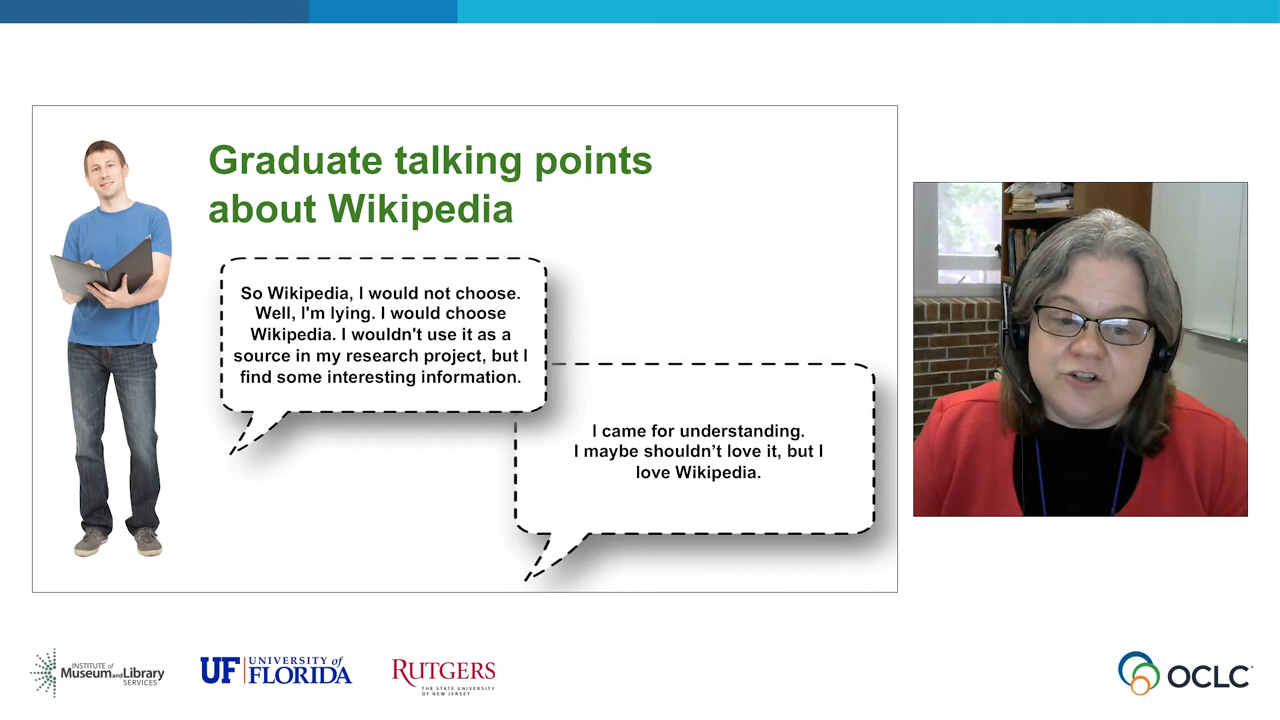 Graduate talking points
about Wikipedia
So Wikipedia, I would not choose.
Well, I'm lying. I would choose
Wikipedia. I wouldn't use it as a
source in my research project, but I
find some interesting information.
I came for understanding.
I maybe shouldn’t love it, but I
love Wikipedia.
INSTITUTE of
Museum and Library
SERVICES
UF UNIVERSITY of
FLORIDA
RUTGERS
THE STATE UNIVERSITY
OF NEW JERSEY
OCLC